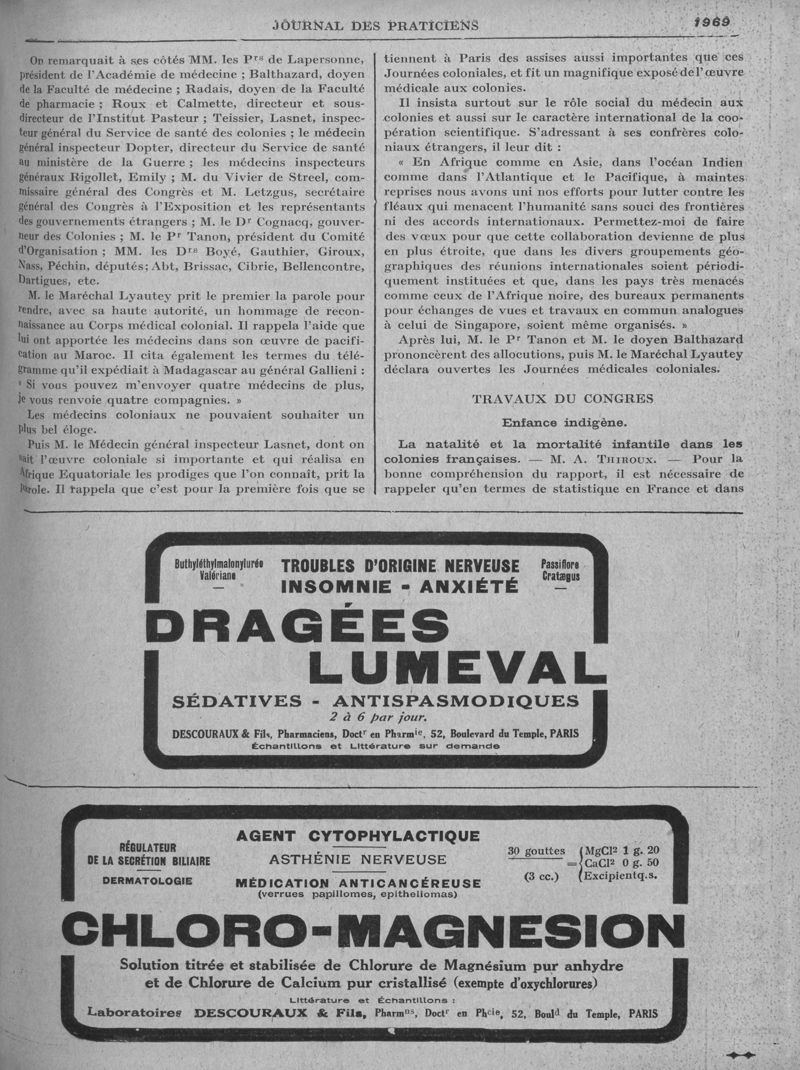 JOURNAL DES PRATICIENS
1969
On remarquait à ses côtés MM. les Prs de Lapersonne,
président de l'Académie de médecine ; Balthazard, doyen
de la Faculté de médecine ; Radais, doyen de la Faculté
de pharmacie ; Roux et Calmette, directeur et sous-
directeur de l'Institut Pasteur ; Teissier, Lasnet, inspec-
teur général du Service de santé des colonies ; le médecin
général inspecteur Dopter, directeur du Service de santé
au ministère de la Guerre ; les médecins inspecteurs
généraux Rigollet, Emily ; M. du Vivier de Streel, com-
missaire général des Congrès et M. Letzgus, secrétaire
général des Congrès à l'Exposition et les représentants
des gouvernements étrangers ; M. le Dr Cognacq, gouver-
neur des Colonies ; M. le Pr Tanon, président du Comité
d'Organisation ; MM. les Drs Boyé, Gauthier, Giroux,
Nass, Péchin, députés; Abt, Brissac, Cibrie, Bellencontre,
Dartigues, etc.
M. le Maréchal Lyautey prit le premier la parole pour
rendre, avec sa haute autorité, un hommage de recon-
naissance au Corps médical colonial. Il rappela l'aide que
lui ont apportée les médecins dans son œuvre de pacifi-
cation au Maroc. Il cita également les termes du télé-
gramme qu'il expédiait à Madagascar au général Gallieni :
« Si vous pouvez m'envoyer quatre médecins de plus,
je vous renvoie quatre compagnies. »
Les médecins coloniaux ne pouvaient souhaiter un
plus bel éloge.
Puis M. le Médecin général inspecteur Lasnet, dont on
sait l'œuvre coloniale si importante et qui réalisa en
Afrique Equatoriale les prodiges que l'on connaît, prit la
parole. Il rappela que c'est pour la première fois que se
tiennent à Paris des assises aussi importantes que ces
Journées coloniales, et fit un magnifique exposé de l'œuvre
médicale aux colonies.
Il insista surtout sur le rôle social du médecin aux
colonies et aussi sur le caractère international de la coo-
pération scientifique. S'adressant à ses confrères colo-
niaux étrangers, il leur dit :
« En Afrique comme en Asie, dans l'océan Indien
comme dans l'Atlantique et le Pacifique, à maintes
reprises nous avons uni nos efforts pour lutter contre les
fléaux qui menacent l'humanité sans souci des frontières
ni des accords internationaux. Permettez-moi de faire
des vœux pour que cette collaboration devienne de plus
en plus étroite, que dans les divers groupements géo-
graphiques des réunions internationales soient périodi-
quement instituées et que, dans les pays très menacés
comme ceux de l'Afrique noire, des bureaux permanents
pour échanges de vues et travaux en commun analogues
à celui de Singapore, soient même organisés. »
Après lui, M. le Pr Tanon et M. le doyen Balthazard
prononcèrent des allocutions, puis M. le Maréchal Lyautey
déclara ouvertes les Journées médicales coloniales.
TRAVAUX DU CONGRES
Enfance indigène.
La natalité et la mortalité infantile dans les
colonies françaises. — M. A. THIROUX. — Pour la
bonne compréhension du rapport, il est nécessaire de
rappeler qu'en termes de statistique en France et dans
Buthyléthylmalonylurée
Valériane
TROUBLES D'ORIGINE NERVEUSE
INSOMNIE - ANXIÉTÉ
Passiflore
Cratægus
DRAGÉES
LUMEVAL
SÉDATIVES - ANTISPASMODIQUES
2 à 6 par jour.
DESCOURAUX & Fils, Pharmaciens, Doctr en Pharmie, 52, Boulevard du Temple, PARIS
Échantillons et Littérature sur demande
RÉGULATEUR
DE LA SECRÉTION BILIAIRE
DERMATOLOGIE
AGENT CYTOPHYLACTIQUE
ASTHÉNIE NERVEUSE
MÉDICATION ANTICANCÉREUSE
(verrues papillomes, epitheliomas)
30 gouttes
(3 cc.)
=
MgCl2 1 g. 20
CaCl2 0 g. 50
Excipient q.s.
CHLORO-MAGNESION
Solution titrée et stabilisée de Chlorure de Magnésium pur anhydre
et de Chlorure de Calcium pur cristallisé (exempte d'oxychlorures)
Littérature et Échantillons :
Laboratoires DESCOURAUX & Fils, Pharmns, Doctr en Phcie, 52, Bould du Temple, PARIS